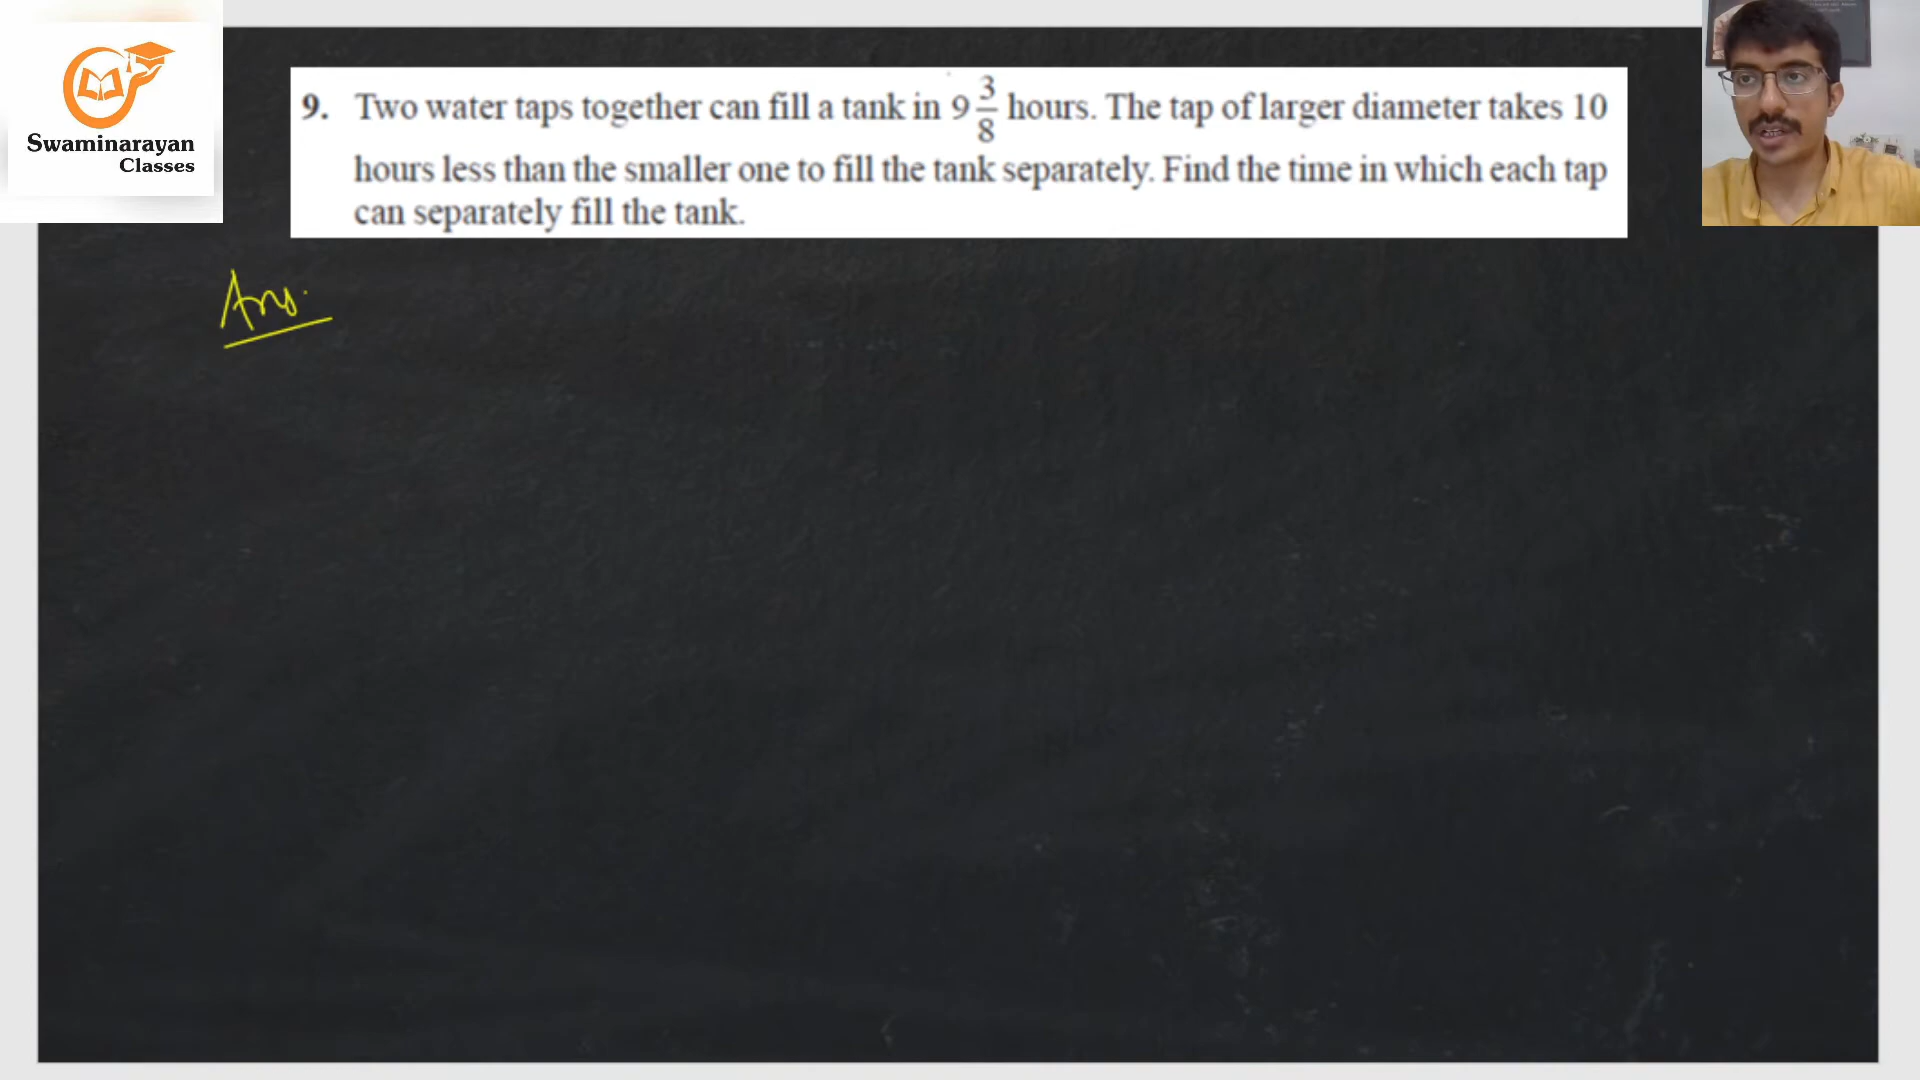 Swaminarayan
Classes
9. Two water taps together can fill a tank in 9 3/8 hours. The tap of larger diameter takes 10
hours less than the smaller one to fill the tank separately. Find the time in which each tap
can separately fill the tank.
Ans.